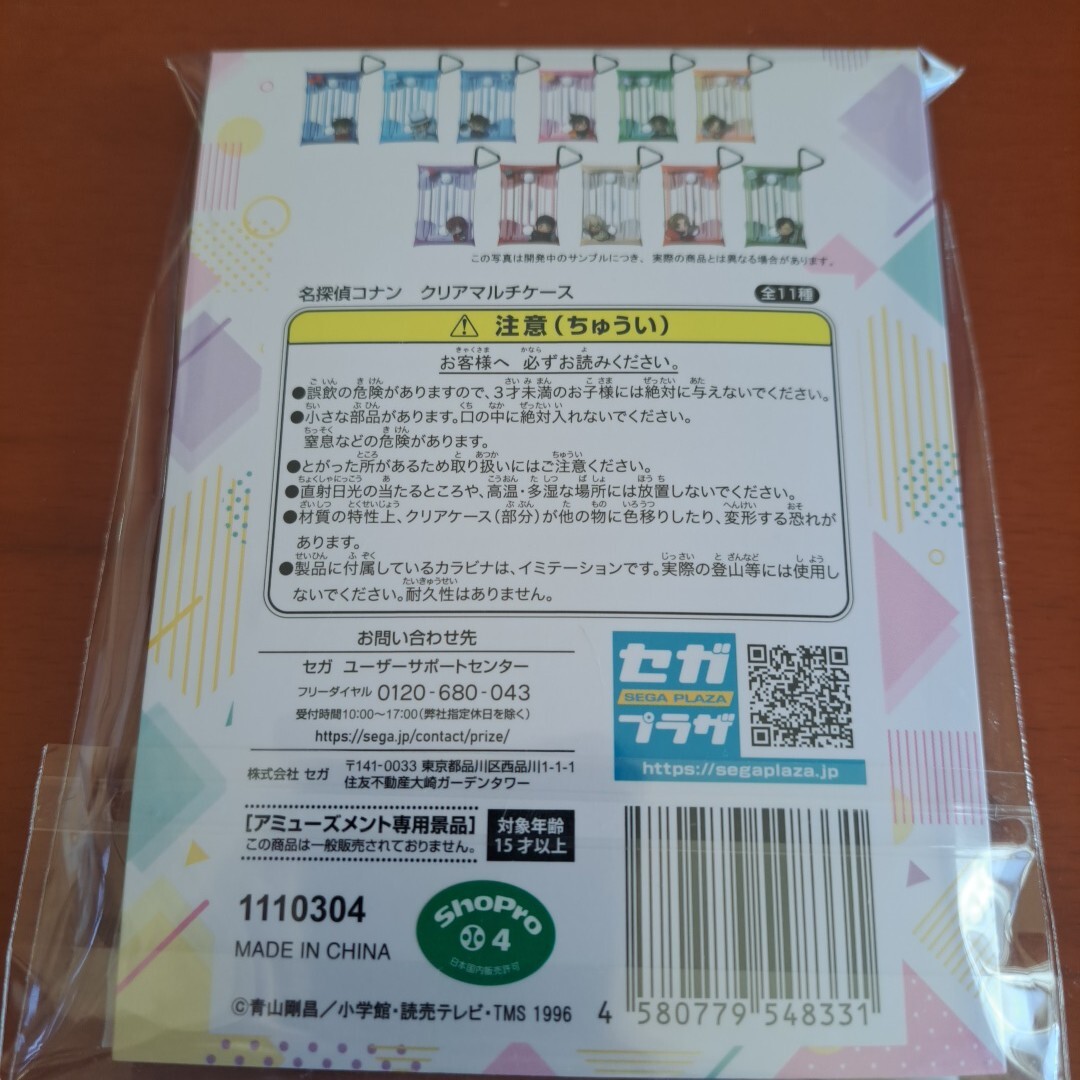 この写真は開発中のサンプルにつき、実際の商品とは異なる場合があります。
名探偵コナン クリアマルチケース 全11種
⚠ 注意(ちゅうい)
お客様へ 必ずお読みください。
●誤飲の危険がありますので、3才未満のお子様には絶対に与えないでください。
●小さな部品があります。口の中に絶対入れないでください。
窒息などの危険があります。
●とがった所があるため取り扱いにはご注意ください。
●直射日光の当たるところや、高温・多湿な場所には放置しないでください。
●材質の特性上、クリアケース(部分)が他の物に色移りしたり、変形する恐れが
あります。
●製品に付属しているカラビナは、イミテーションです。実際の登山等には使用し
ないでください。耐久性はありません。
お問い合わせ先
セガ ユーザーサポートセンター
フリーダイヤル 0120-680-043
受付時間10:00〜17:00(弊社指定休日を除く)
https://sega.jp/contact/prize/
株式会社 セガ 〒141-0033 東京都品川区西品川1-1-1
住友不動産大崎ガーデンタワー
セガ
SEGA PLAZA
プラザ
https://segaplaza.jp
[アミューズメント専用景品]
この商品は一般販売されておりません。
対象年齢
15才以上
1110304
MADE IN CHINA
ShoPro
4
日本国内販売許可
©青山剛昌/小学館・読売テレビ・TMS 1996
4 580779 548331